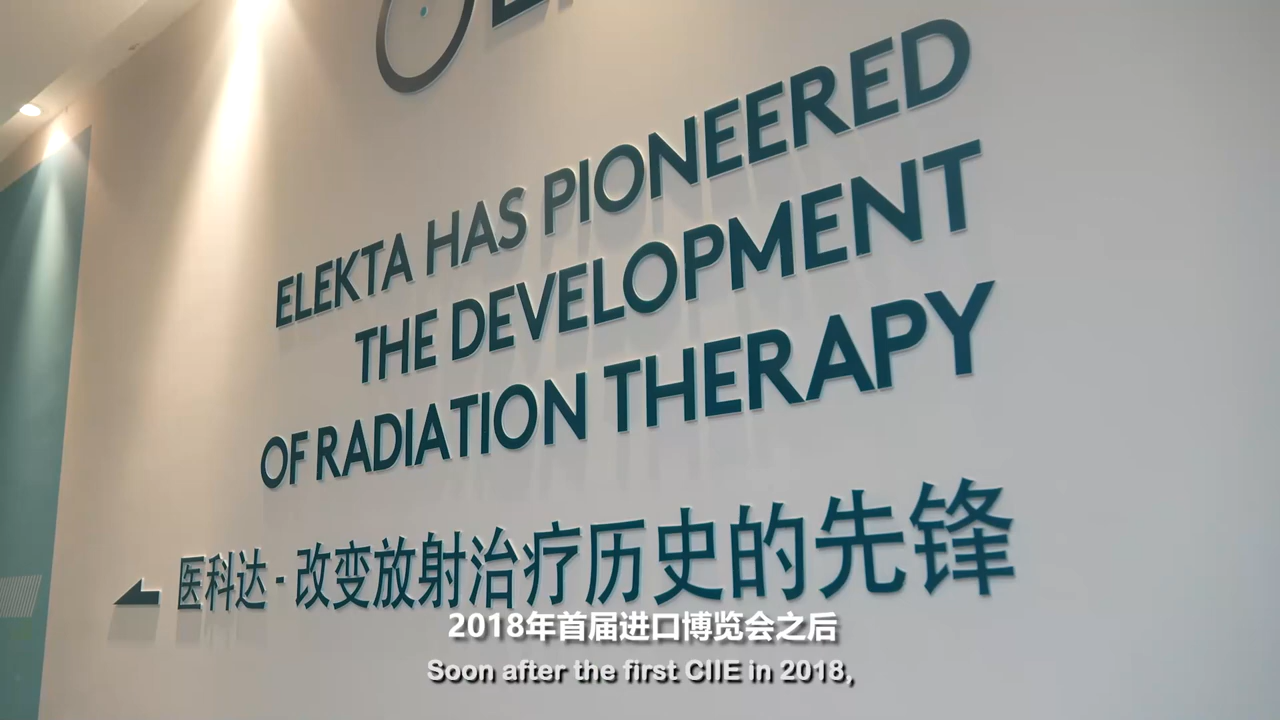 ELEKTA HAS PIONEERED
THE DEVELOPMENT
OF RADIATION THERAPY
医科达-改变放射治疗历史的先锋
2018年首届进口博览会之后
Soon after the first CIIE in 2018,